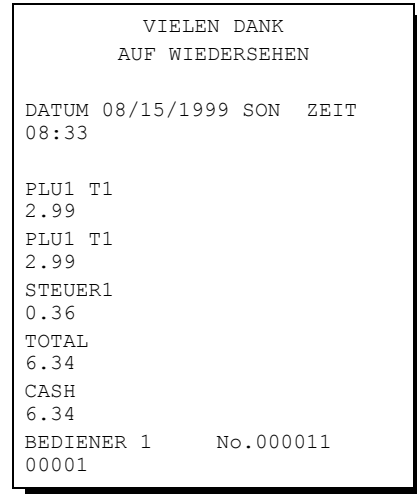 VIELEN DANK
AUF WIEDERSEHEN
DATUM 08/15/1999 SON ZEIT
08:33
PLU1 T1
2.99
PLU1 T1
2.99
STEUER1
0.36
TOTAL
6.34
CASH
6.34
BEDIENER 1 No.000011
00001